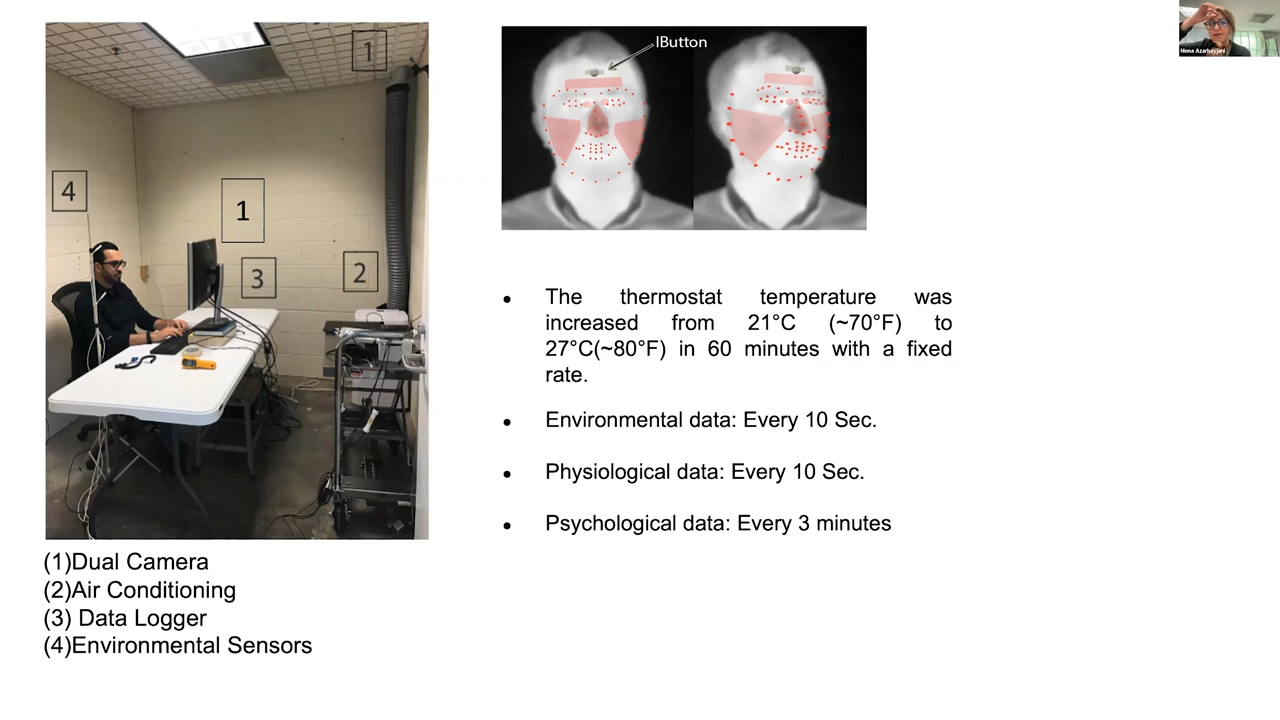 1
4
1
3
2
(1)Dual Camera
(2)Air Conditioning
(3) Data Logger
(4)Environmental Sensors
IButton
• The thermostat temperature was
increased from 21°C (~70°F) to
27°C(~80°F) in 60 minutes with a fixed
rate.
• Environmental data: Every 10 Sec.
• Physiological data: Every 10 Sec.
• Psychological data: Every 3 minutes
Mona Azarbayjani